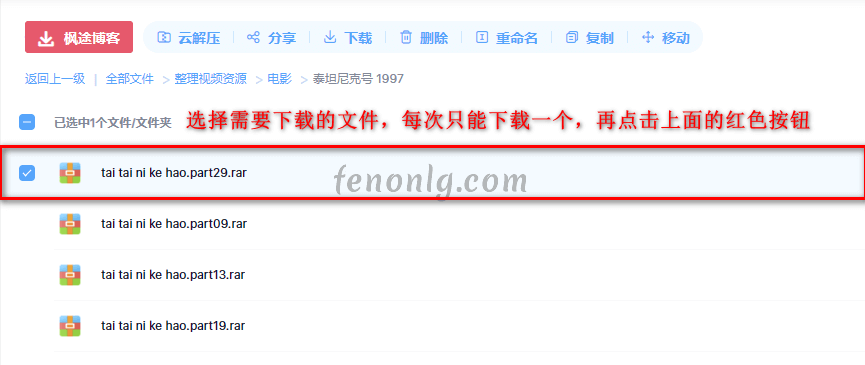 枫途博客 云解压 分享 下载 删除 重命名 复制 移动
返回上一级 | 全部文件 > 整理视频资源 > 电影 > 泰坦尼克号 1997
已选中1个文件/文件夹 选择需要下载的文件，每次只能下载一个，再点击上面的红色按钮
tai tai ni ke hao.part29.rar
fenonlg.com
tai tai ni ke hao.part09.rar
tai tai ni ke hao.part13.rar
tai tai ni ke hao.part19.rar